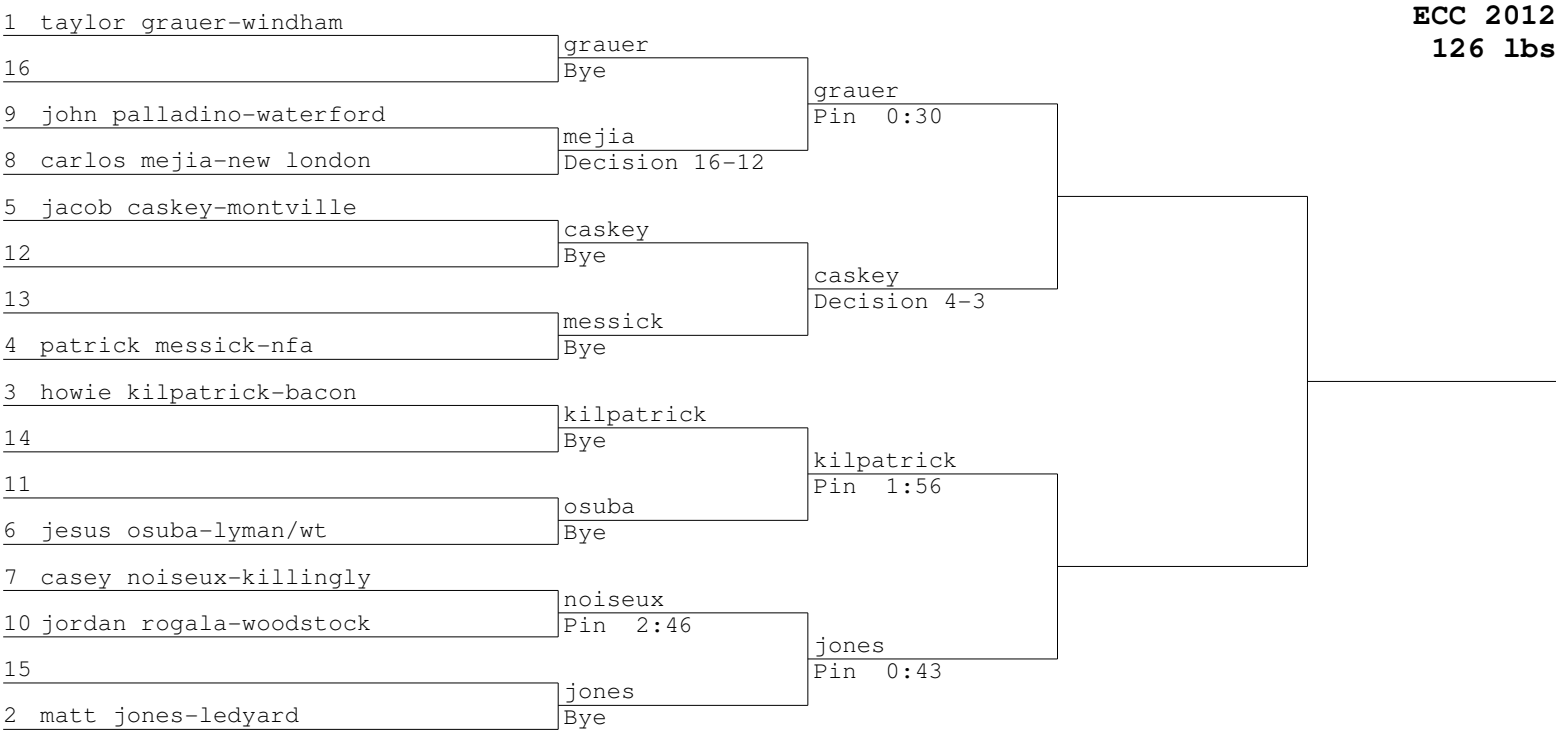 ECC 2012
126 lbs
1 taylor grauer-windham
grauer
16
Bye
grauer
9 john palladino-waterford
Pin 0:30
mejia
8 carlos mejia-new london
Decision 16-12
5 jacob caskey-montville
caskey
12
Bye
caskey
13
Decision 4-3
messick
4 patrick messick-nfa
Bye
3 howie kilpatrick-bacon
kilpatrick
14
Bye
kilpatrick
11
Pin 1:56
osuba
6 jesus osuba-lyman/wt
Bye
7 casey noiseux-killingly
noiseux
10 jordan rogala-woodstock
Pin 2:46
jones
15
Pin 0:43
jones
2 matt jones-ledyard
Bye